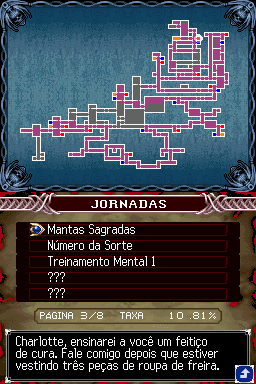 JORNADAS
Mantas Sagradas
Número da Sorte
Treinamento Mental 1
???
???
PAGINA 3/8 TAXA 10.81%
Charlotte, ensinarei a você um feitiço
de cura. Fale comigo depois que estiver
vestindo três peças de roupa de freira.